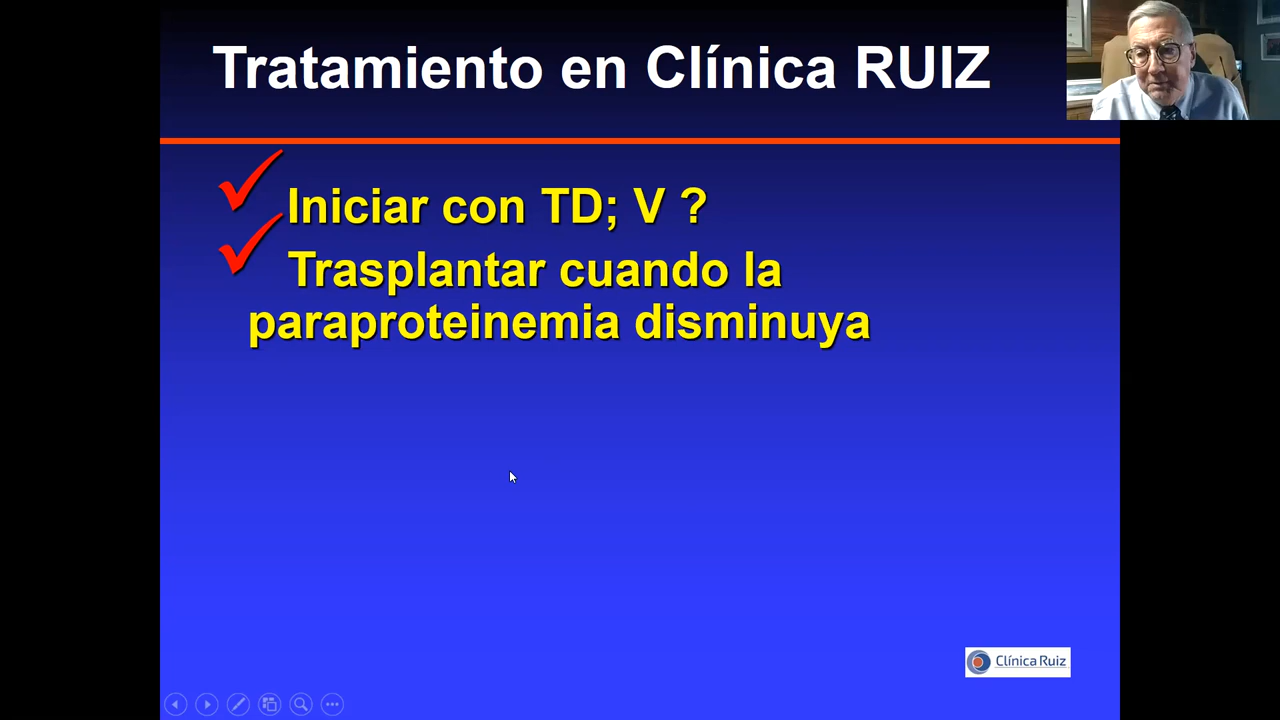 Tratamiento en Clínica RUIZ
Iniciar con TD; V ?
Trasplantar cuando la
paraproteinemia disminuya
Clínica Ruiz